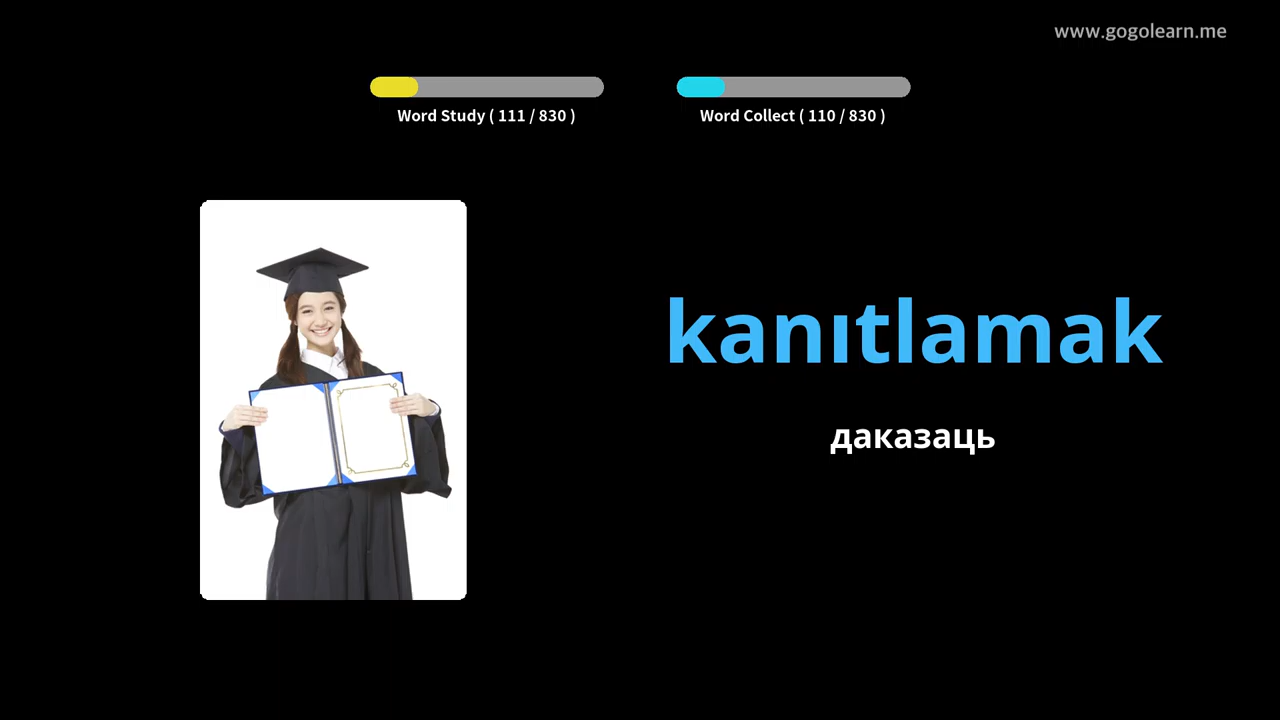 www.gogolearn.me
Word Study ( 111 / 830 )
Word Collect ( 110 / 830 )
kanıtlamak
даказаць